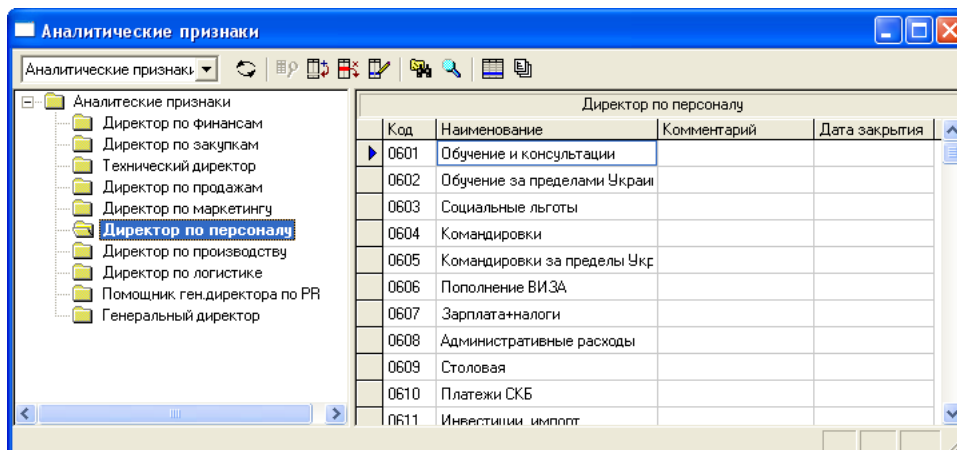 Аналитические признаки
Аналитические признаки
Аналитеские признаки
Директор по финансам
Директор по закупкам
Технический директор
Директор по продажам
Директор по маркетингу
Директор по персоналу
Директор по производству
Директор по логистике
Помощник ген.директора по PR
Генеральный директор
Директор по персоналу
Код Наименование Комментарий Дата закрытия
0601 Обучение и консультации
0602 Обучение за пределами Украи
0603 Социальные льготы
0604 Командировки
0605 Командировки за пределы Укр
0606 Пополнение ВИЗА
0607 Зарплата+налоги
0608 Административные расходы
0609 Столовая
0610 Платежи СКБ
0611 Инвестиции, импорт